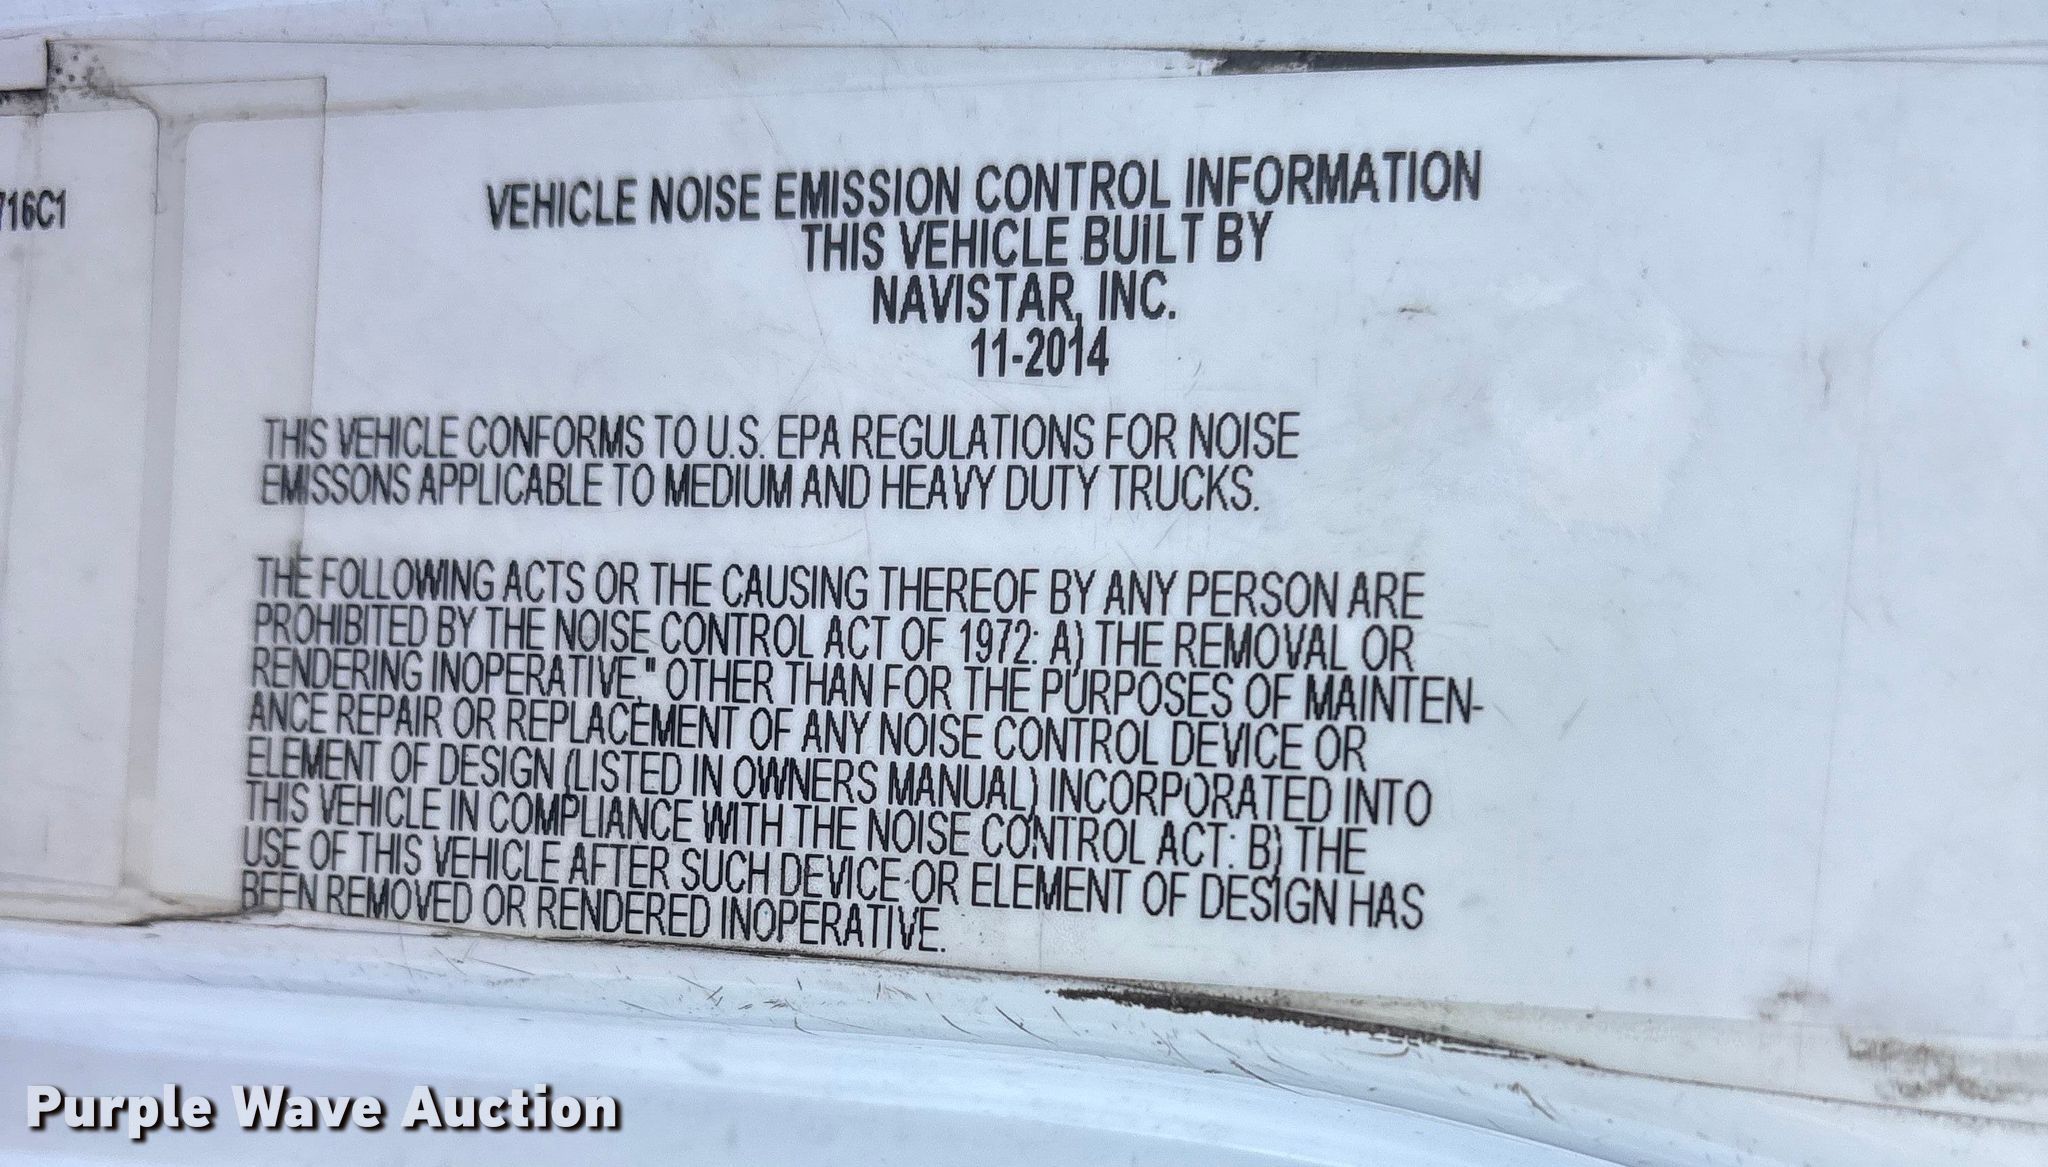 716C1
VEHICLE NOISE EMISSION CONTROL INFORMATION
THIS VEHICLE BUILT BY
NAVISTAR, INC.
11-2014
THIS VEHICLE CONFORMS TO U.S. EPA REGULATIONS FOR NOISE
EMISSONS APPLICABLE TO MEDIUM AND HEAVY DUTY TRUCKS.
THE FOLLOWING ACTS OR THE CAUSING THEREOF BY ANY PERSON ARE
PROHIBITED BY THE NOISE CONTROL ACT OF 1972: A) THE REMOVAL OR
RENDERING INOPERATIVE," OTHER THAN FOR THE PURPOSES OF MAINTEN-
ANCE REPAIR OR REPLACEMENT OF ANY NOISE CONTROL DEVICE OR
ELEMENT OF DESIGN (LISTED IN OWNERS MANUAL) INCORPORATED INTO
THIS VEHICLE IN COMPLIANCE WITH THE NOISE CONTROL ACT: B) THE
USE OF THIS VEHICLE AFTER SUCH DEVICE OR ELEMENT OF DESIGN HAS
BEEN REMOVED OR RENDERED INOPERATIVE.
Purple Wave Auction